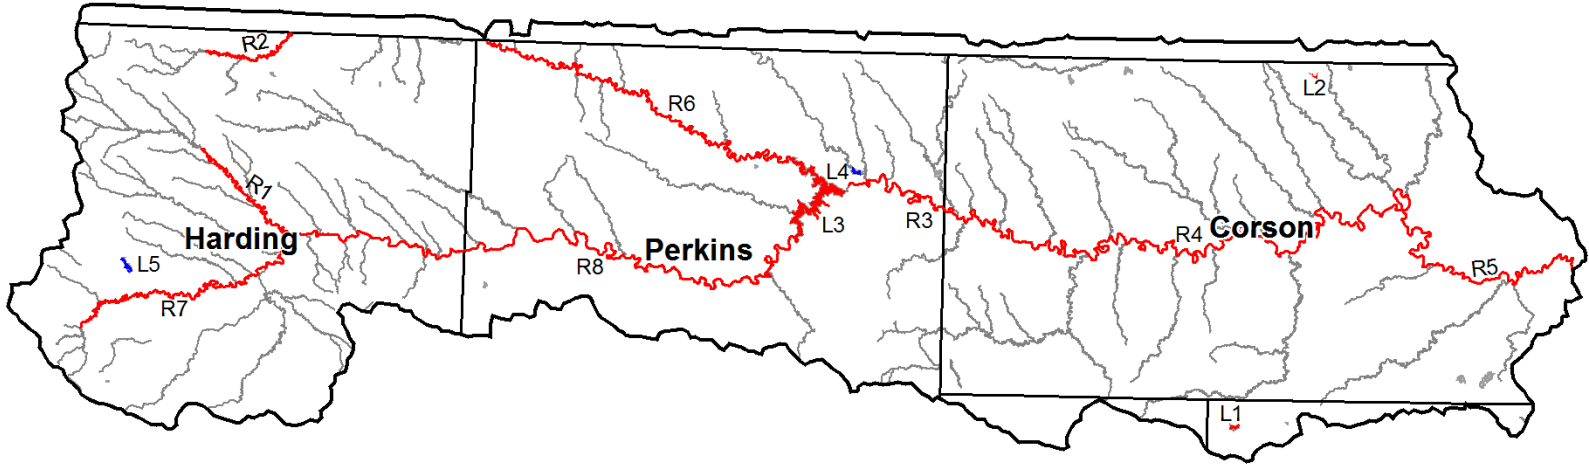 R2
L2
R6
L4
R1
R3
L3
Harding
Perkins
R4
Corson
L5
R8
R5
R7
L1